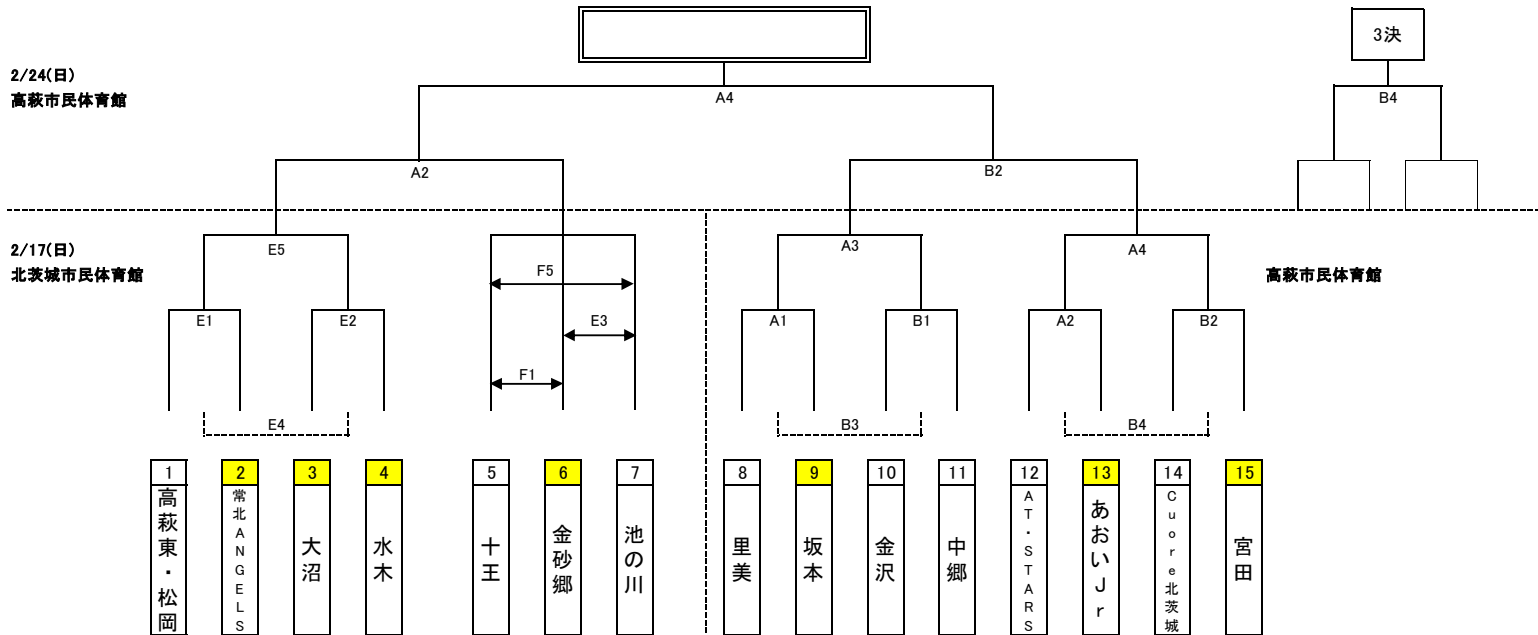 3決
2/24(日)
高萩市民体育館
A4
B4
A2
B2
2/17(日)
北茨城市民体育館
E5
A3
A4
高萩市民体育館
F5
E1
E2
E3
A1
B1
A2
B2
F1
E4
B3
B4
1
2
3
4
5
6
7
8
9
10
11
12
13
14
15
高萩東・松岡
常北ANGELS
大沼
水木
十王
金砂郷
池の川
里美
坂本
金沢
中郷
AT・STARS
あおいJr
Cuore北茨城
宮田